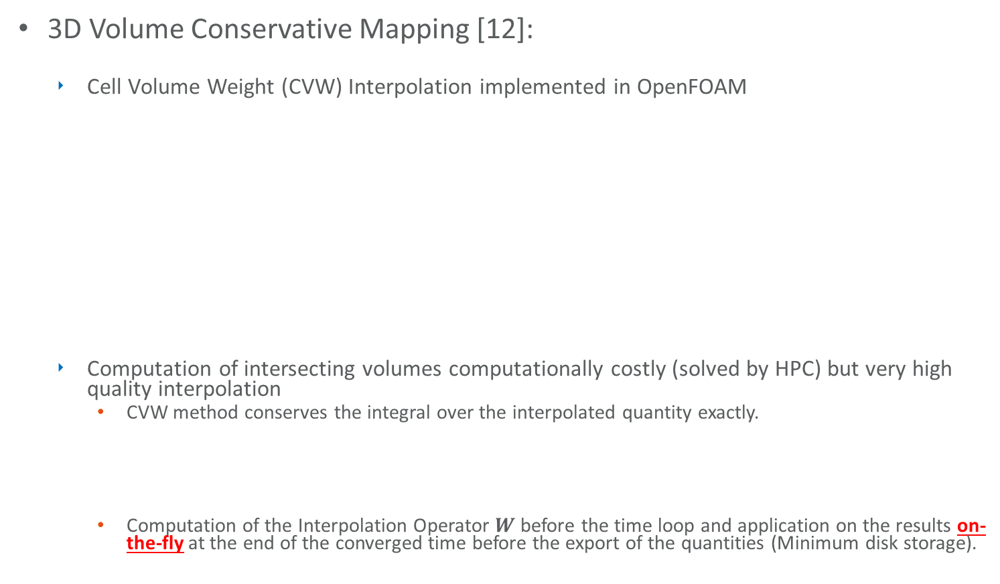 • 3D Volume Conservative Mapping [12]:
‣ Cell Volume Weight (CVW) Interpolation implemented in OpenFOAM
‣ Computation of intersecting volumes computationally costly (solved by HPC) but very high
quality interpolation
• CVW method conserves the integral over the interpolated quantity exactly.
• Computation of the Interpolation Operator W before the time loop and application on the results on-
the-fly at the end of the converged time before the export of the quantities (Minimum disk storage).